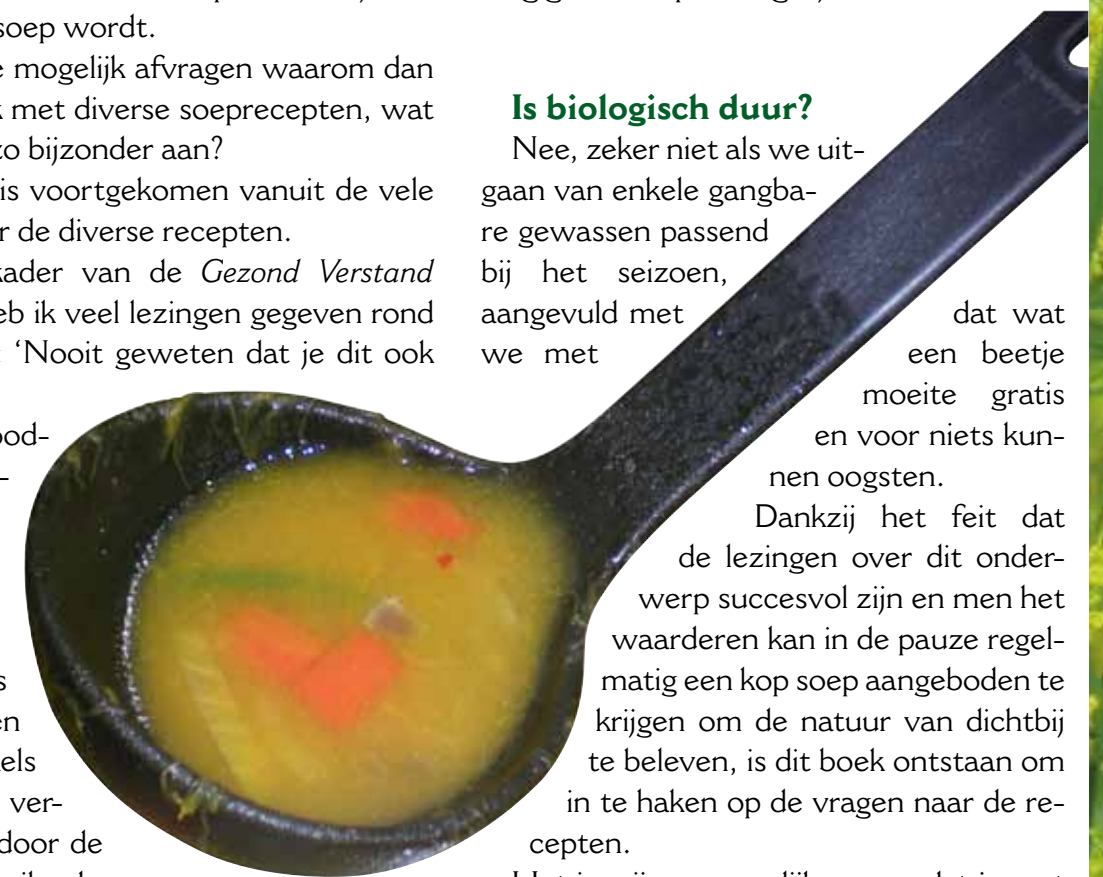 soep wordt.
mogelijk afvragen waarom dan
met diverse soeprecepten, wat
zo bijzonder aan?
is voortgekomen vanuit de vele
de diverse recepten.
kader van de Gezond Verstand
ik veel lezingen gegeven rond
‘Nooit geweten dat je dit ook
ver-
door de
Is biologisch duur?
Nee, zeker niet als we uit-
gaan van enkele gangba-
re gewassen passend
bij het seizoen,
aangevuld met dat wat
we met een beetje
moeite gratis
en voor niets kun-
nen oogsten.
Dankzij het feit dat
de lezingen over dit onder-
werp succesvol zijn en men het
waarderen kan in de pauze regel-
matig een kop soep aangeboden te
krijgen om de natuur van dichtbij
te beleven, is dit boek ontstaan om
in te haken op de vragen naar de re-
cepten.